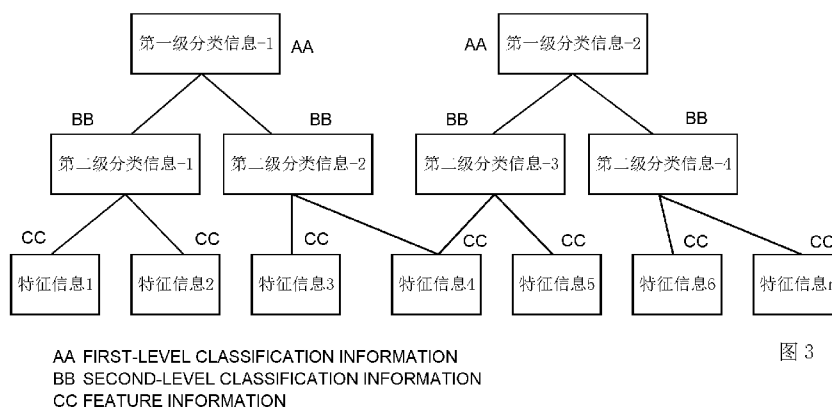 第一级分类信息-1
AA
AA
第一级分类信息-2
BB
BB
BB
BB
第二级分类信息-1
第二级分类信息-2
第二级分类信息-3
第二级分类信息-4
CC
CC
CC
CC
CC
CC
CC
特征信息1
特征信息2
特征信息3
特征信息4
特征信息5
特征信息6
特征信息n
AA FIRST-LEVEL CLASSIFICATION INFORMATION
BB SECOND-LEVEL CLASSIFICATION INFORMATION
CC FEATURE INFORMATION
图 3